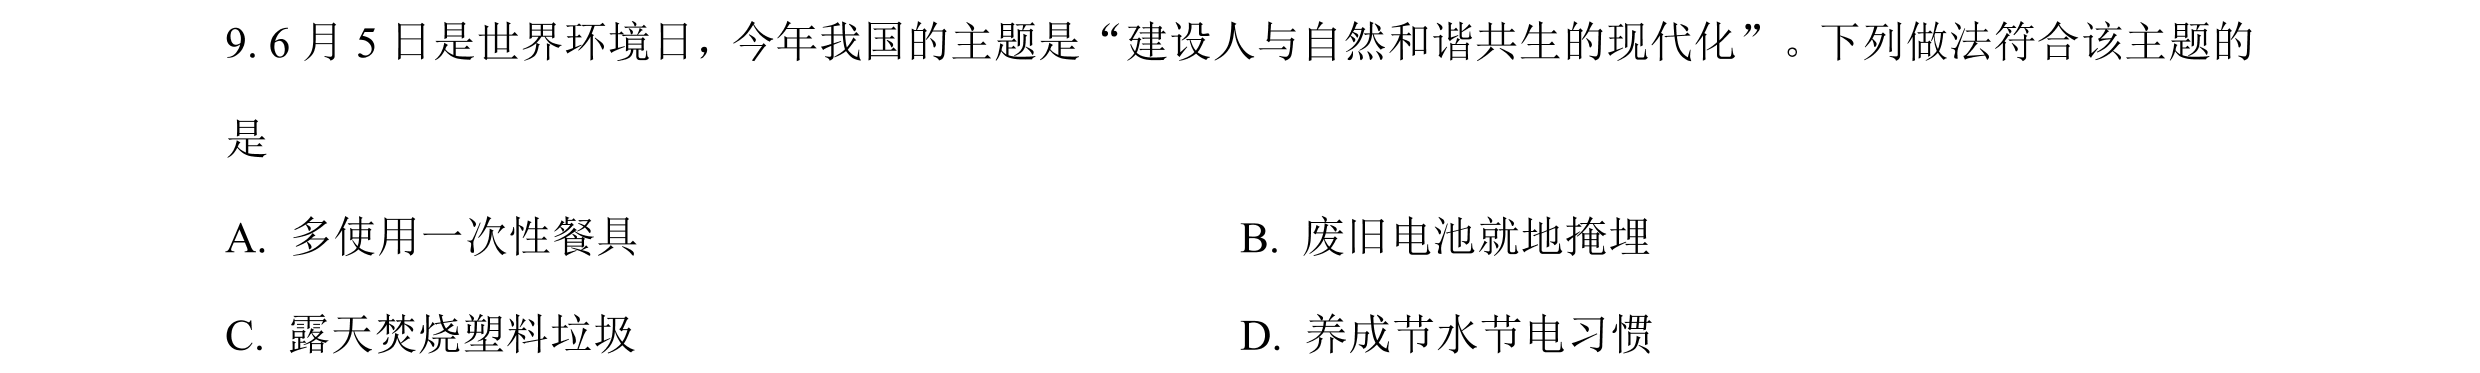 9. 6 月 5 日是世界环境日，今年我国的主题是“建设人与自然和谐共生的现代化”。下列做法符合该主题的
是
A. 多使用一次性餐具 B. 废旧电池就地掩埋
C. 露天焚烧塑料垃圾 D. 养成节水节电习惯